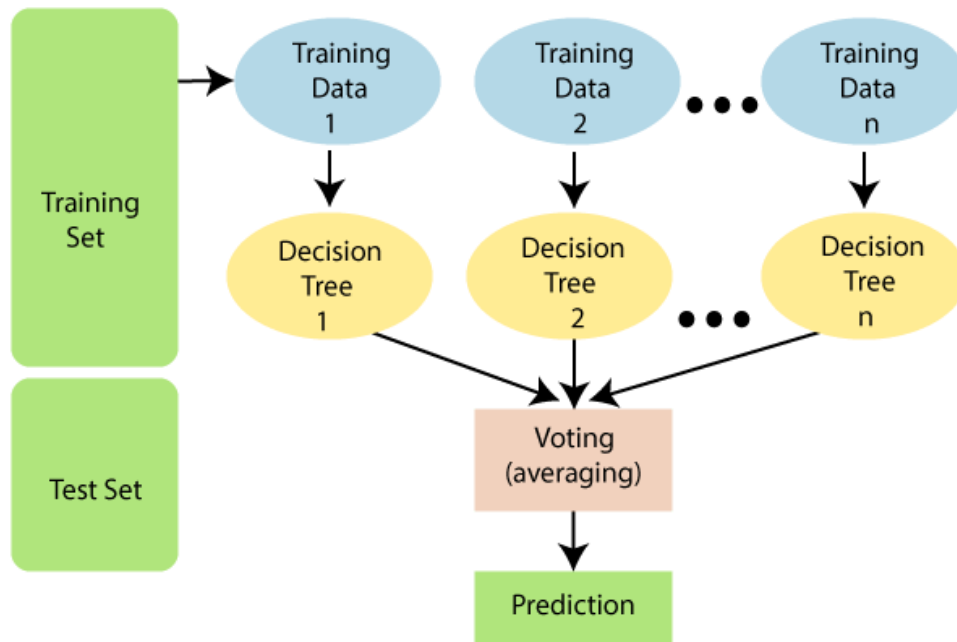 Training
Set
Test Set
Training
Data
1
Training
Data
2
Training
Data
n
Decision
Tree
1
Decision
Tree
2
Decision
Tree
n
Voting
(averaging)
Prediction